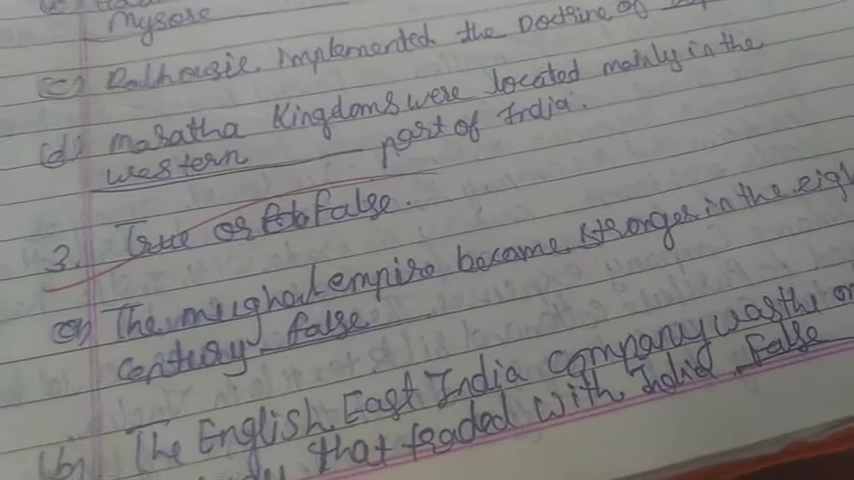 Mysore
(c) Dalhousie implemented the Doctrine of
(d) Maratha Kingdoms were located mainly in the
western part of India.
3. True or False.
(a) The mughal empire became stronger in the eigh
century. false
(b) The English East India Company was the on
that traded with India. False